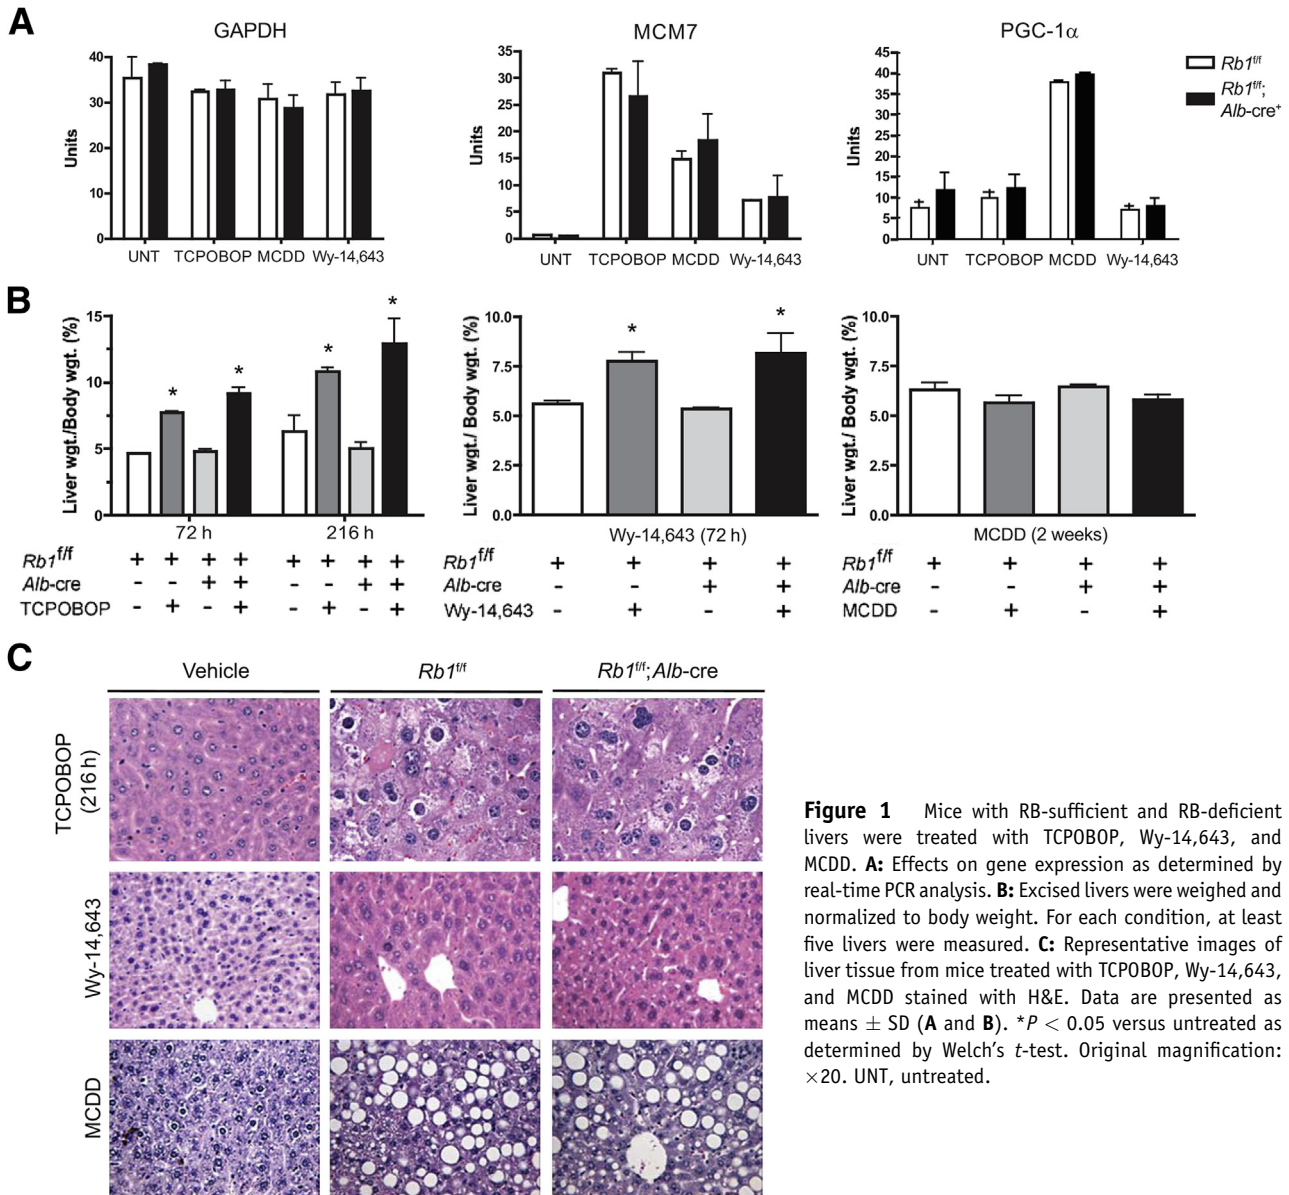 A
GAPDH
MCM7
PGC-1α
Rb1f/f
Rb1f/f;
Alb-cre+
Units
40
30
20
10
0
UNT TCPOBOP MCDD Wy-14,643
Units
35
30
25
20
15
10
5
0
UNT TCPOBOP MCDD Wy-14,643
Units
45
40
35
30
25
20
15
10
5
0
UNT TCPOBOP MCDD Wy-14,643
B
Liver wgt./Body wgt. (%)
15
10
5
0
* * * *
72 h 216 h
Rb1f/f + + + + + + + +
Alb-cre - - + + - - + +
TCPOBOP - + - + - + - +
Liver wgt./ Body wgt. (%)
10.0
7.5
5.0
2.5
0.0
* *
Wy-14,643 (72 h)
Rb1f/f + + + +
Alb-cre - - + +
Wy-14,643 - + - +
Liver wgt./ Body wgt. (%)
10.0
7.5
5.0
2.5
0.0
MCDD (2 weeks)
Rb1f/f + + + +
Alb-cre - - + +
MCDD - + - +
C
Vehicle Rb1f/f Rb1f/f;Alb-cre
TCPOBOP
(216 h)
Wy-14,643
MCDD
Figure 1 Mice with RB-sufficient and RB-deficient
livers were treated with TCPOBOP, Wy-14,643, and
MCDD. A: Effects on gene expression as determined by
real-time PCR analysis. B: Excised livers were weighed and
normalized to body weight. For each condition, at least
five livers were measured. C: Representative images of
liver tissue from mice treated with TCPOBOP, Wy-14,643,
and MCDD stained with H&E. Data are presented as
means ± SD (A and B). *P < 0.05 versus untreated as
determined by Welch's t-test. Original magnification:
×20. UNT, untreated.